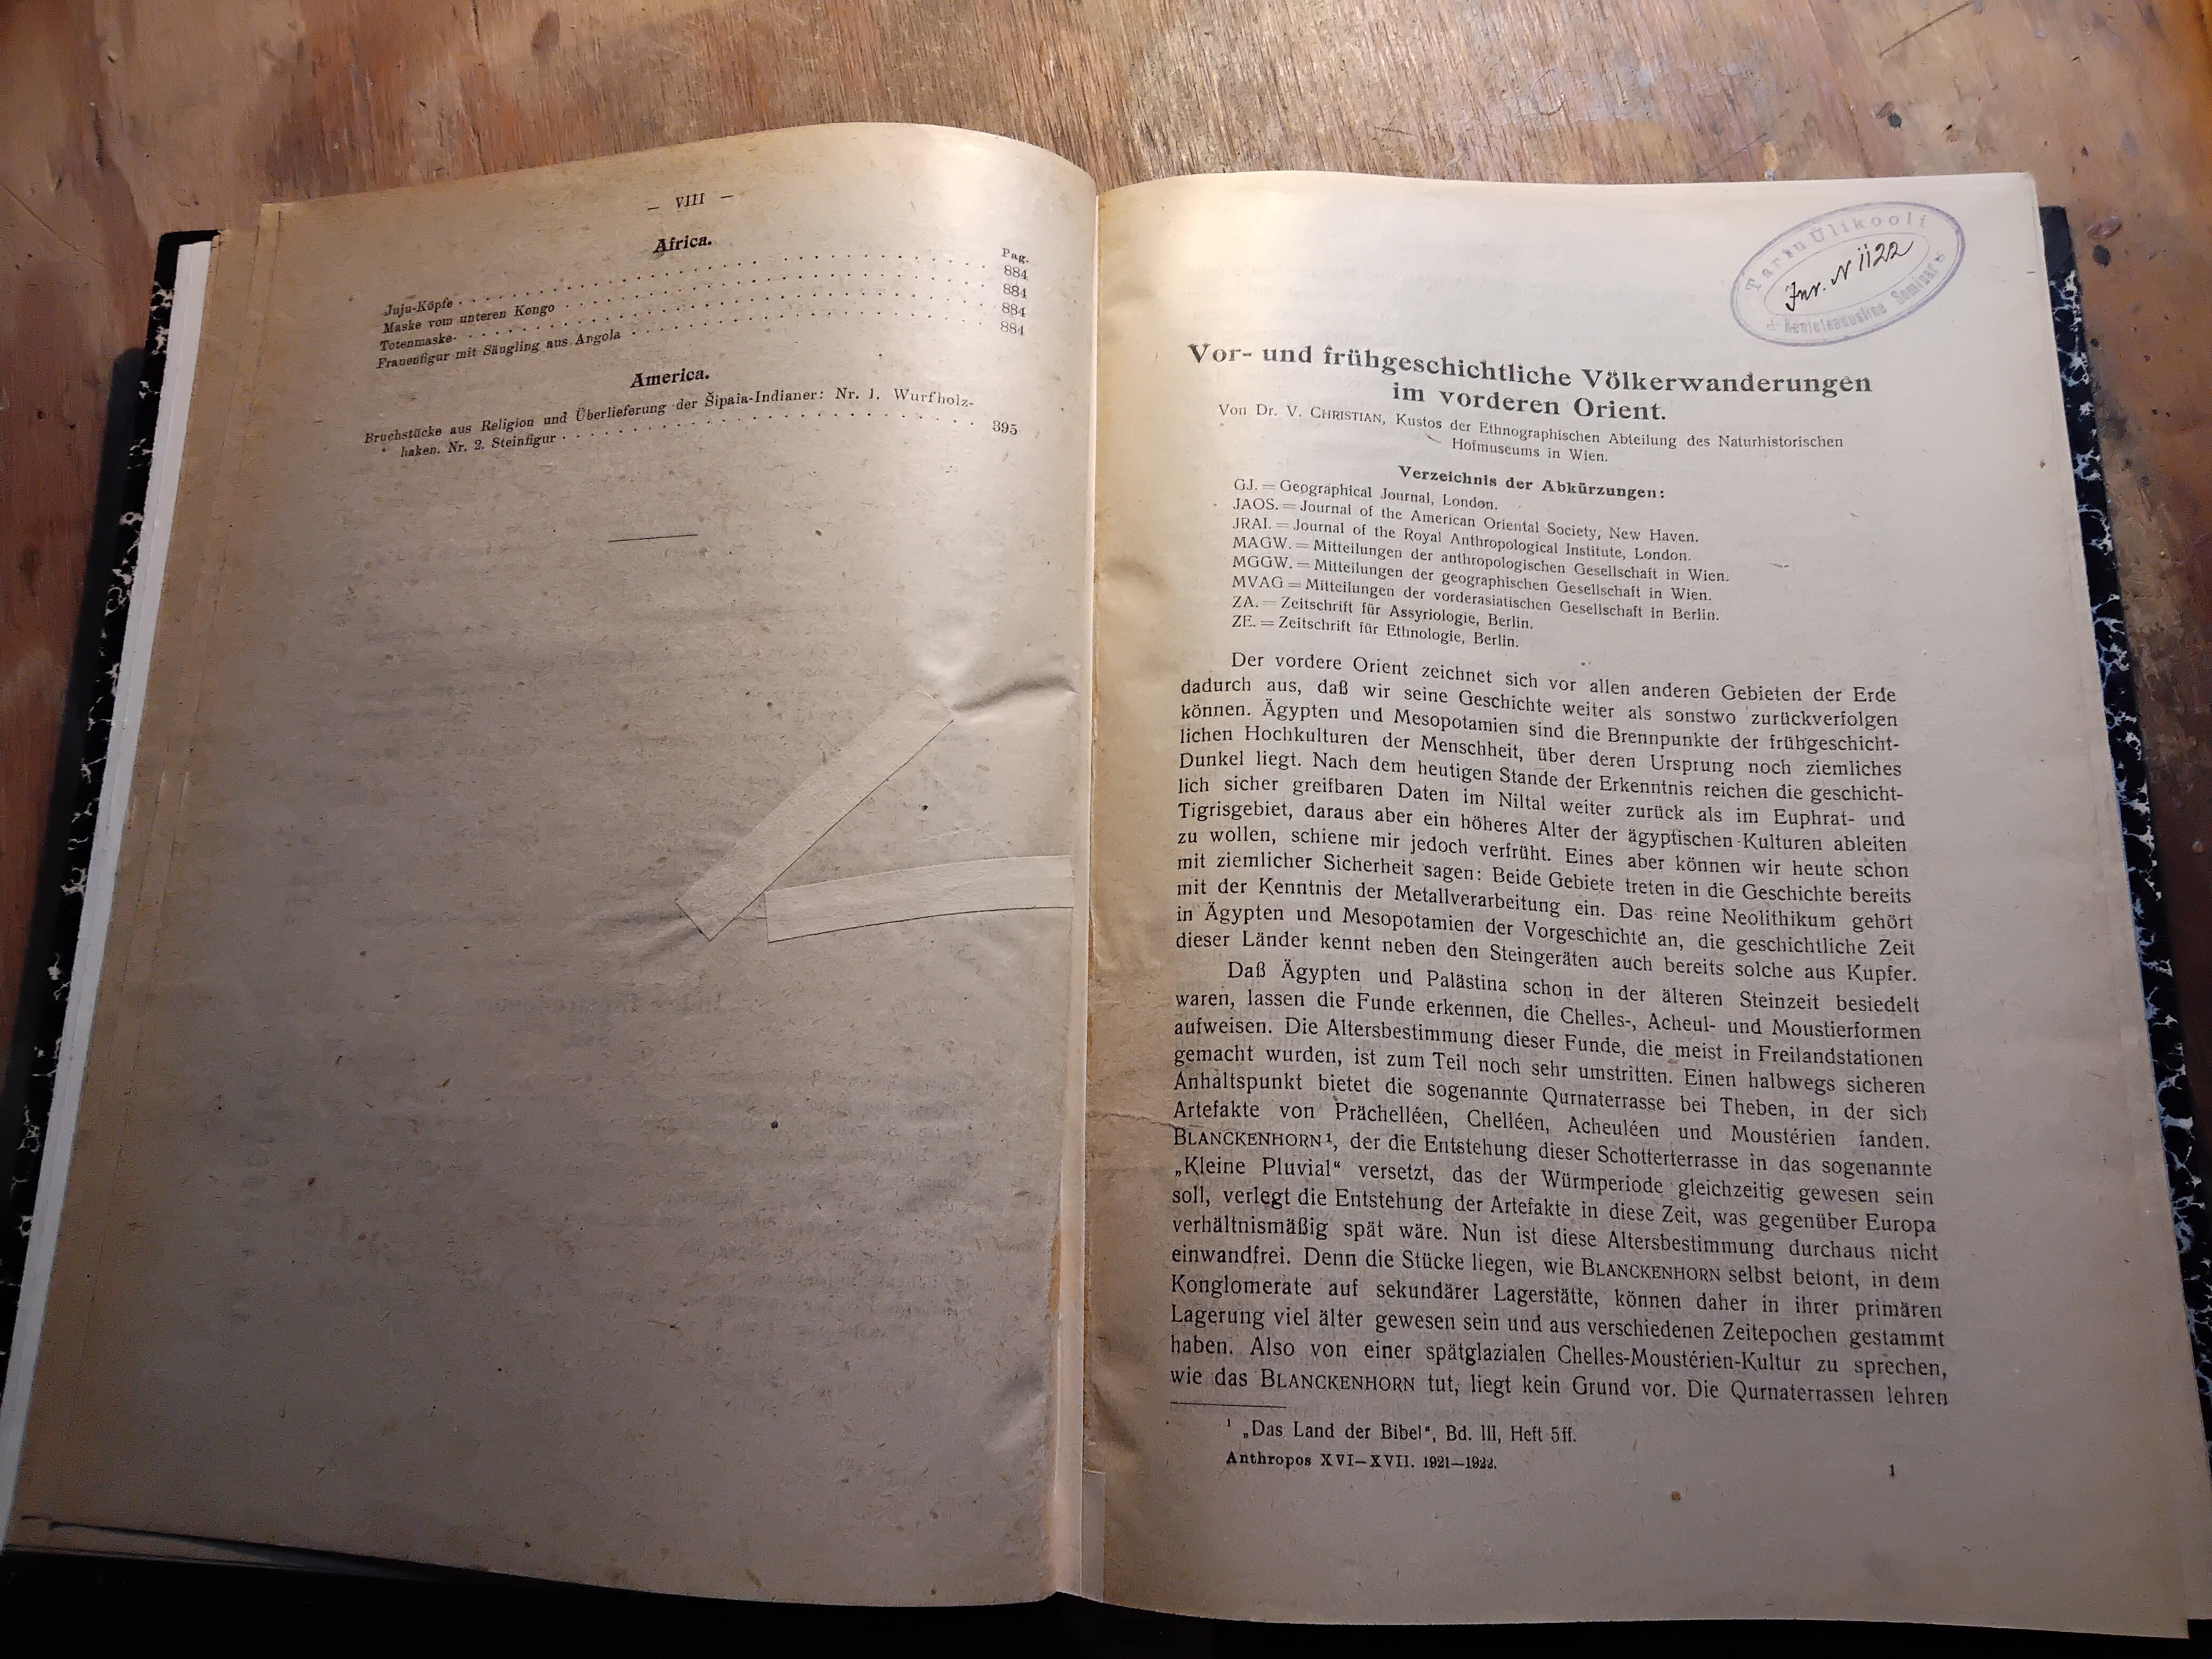 — VIII —
Africa.
Pag.
Juju-Köpfe . . . . . . . . . . 884
Maske vom unteren Kongo . . . . . . . . . . 884
Totenmaske . . . . . . . . . . 884
Frauenfigur mit Säugling aus Angola . . . . . . . . . . 884
America.
Bruchstücke aus Religion und Überlieferung der Šipaia-Indianer: Nr. 1. Wurfholz-
haken. Nr. 2. Steinfigur . . . . . . . . . . 395
Tartu Ülikooli
Inv. N 1122
Vor- und frühgeschichtliche Völkerwanderungen
im vorderen Orient.
Von Dr. V. CHRISTIAN, Kustos der Ethnographischen Abteilung des Naturhistorischen
Hofmuseums in Wien.
Verzeichnis der Abkürzungen:
GJ. = Geographical Journal, London.
JAOS. = Journal of the American Oriental Society, New Haven.
JRAI. = Journal of the Royal Anthropological Institute, London.
MAGW. = Mitteilungen der anthropologischen Gesellschaft in Wien.
MGGW. = Mitteilungen der geographischen Gesellschaft in Wien.
MVAG = Mitteilungen der vorderasiatischen Gesellschaft in Berlin.
ZA. = Zeitschrift für Assyriologie, Berlin.
ZE. = Zeitschrift für Ethnologie, Berlin.
Der vordere Orient zeichnet sich vor allen anderen Gebieten der Erde
dadurch aus, daß wir seine Geschichte weiter als sonstwo zurückverfolgen
können. Ägypten und Mesopotamien sind die Brennpunkte der frühgeschicht-
lichen Hochkulturen der Menschheit, über deren Ursprung noch ziemliches
Dunkel liegt. Nach dem heutigen Stande der Erkenntnis reichen die geschicht-
lich sicher greifbaren Daten im Niltal weiter zurück als im Euphrat- und
Tigrisgebiet, daraus aber ein höheres Alter der ägyptischen Kulturen ableiten
zu wollen, schiene mir jedoch verfrüht. Eines aber können wir heute schon
mit ziemlicher Sicherheit sagen: Beide Gebiete treten in die Geschichte bereits
mit der Kenntnis der Metallverarbeitung ein. Das reine Neolithikum gehört
in Ägypten und Mesopotamien der Vorgeschichte an, die geschichtliche Zeit
dieser Länder kennt neben den Steingeräten auch bereits solche aus Kupfer.
Daß Ägypten und Palästina schon in der älteren Steinzeit besiedelt
waren, lassen die Funde erkennen, die Chelles-, Acheul- und Moustierformen
aufweisen. Die Altersbestimmung dieser Funde, die meist in Freilandstationen
gemacht wurden, ist zum Teil noch sehr umstritten. Einen halbwegs sicheren
Anhaltspunkt bietet die sogenannte Qurnaterrasse bei Theben, in der sich
Artefakte von Prächelléen, Chelléen, Acheuléen und Moustérien fanden.
BLANCKENHORN¹, der die Entstehung dieser Schotterterrasse in das sogenannte
„Kleine Pluvial“ versetzt, das der Würmperiode gleichzeitig gewesen sein
soll, verlegt die Entstehung der Artefakte in diese Zeit, was gegenüber Europa
verhältnismäßig spät wäre. Nun ist diese Altersbestimmung durchaus nicht
einwandfrei. Denn die Stücke liegen, wie BLANCKENHORN selbst betont, in dem
Konglomerate auf sekundärer Lagerstätte, können daher in ihrer primären
Lagerung viel älter gewesen sein und aus verschiedenen Zeitepochen gestammt
haben. Also von einer spätglazialen Chelles-Moustérien-Kultur zu sprechen,
wie das BLANCKENHORN tut, liegt kein Grund vor. Die Qurnaterrassen lehren
¹ „Das Land der Bibel“, Bd. III, Heft 5ff.
Anthropos XVI—XVII. 1921—1922.
1